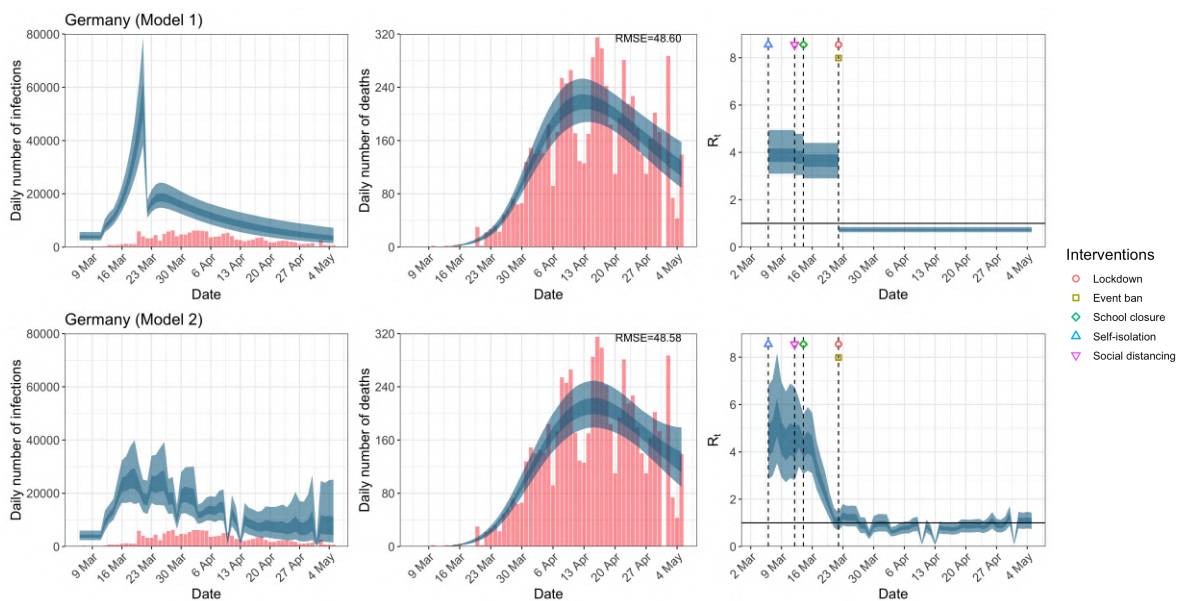 Germany (Model 1)
Daily number of infections
80000
60000
40000
20000
0
9 Mar
16 Mar
23 Mar
30 Mar
6 Apr
13 Apr
20 Apr
27 Apr
4 May
Date
Daily number of deaths
320
240
160
80
0
RMSE=48.60
9 Mar
16 Mar
23 Mar
30 Mar
6 Apr
13 Apr
20 Apr
27 Apr
4 May
Date
Rt
8
6
4
2
0
2 Mar
9 Mar
16 Mar
23 Mar
30 Mar
6 Apr
13 Apr
20 Apr
27 Apr
4 May
Date
Interventions
Lockdown
Event ban
School closure
Self-isolation
Social distancing
Germany (Model 2)
Daily number of infections
80000
60000
40000
20000
0
9 Mar
16 Mar
23 Mar
30 Mar
6 Apr
13 Apr
20 Apr
27 Apr
4 May
Date
Daily number of deaths
320
240
160
80
0
RMSE=48.58
9 Mar
16 Mar
23 Mar
30 Mar
6 Apr
13 Apr
20 Apr
27 Apr
4 May
Date
Rt
8
6
4
2
0
2 Mar
9 Mar
16 Mar
23 Mar
30 Mar
6 Apr
13 Apr
20 Apr
27 Apr
4 May
Date